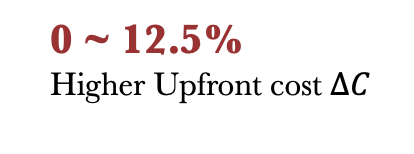 0 ~ 12.5%
Higher Upfront cost ΔC